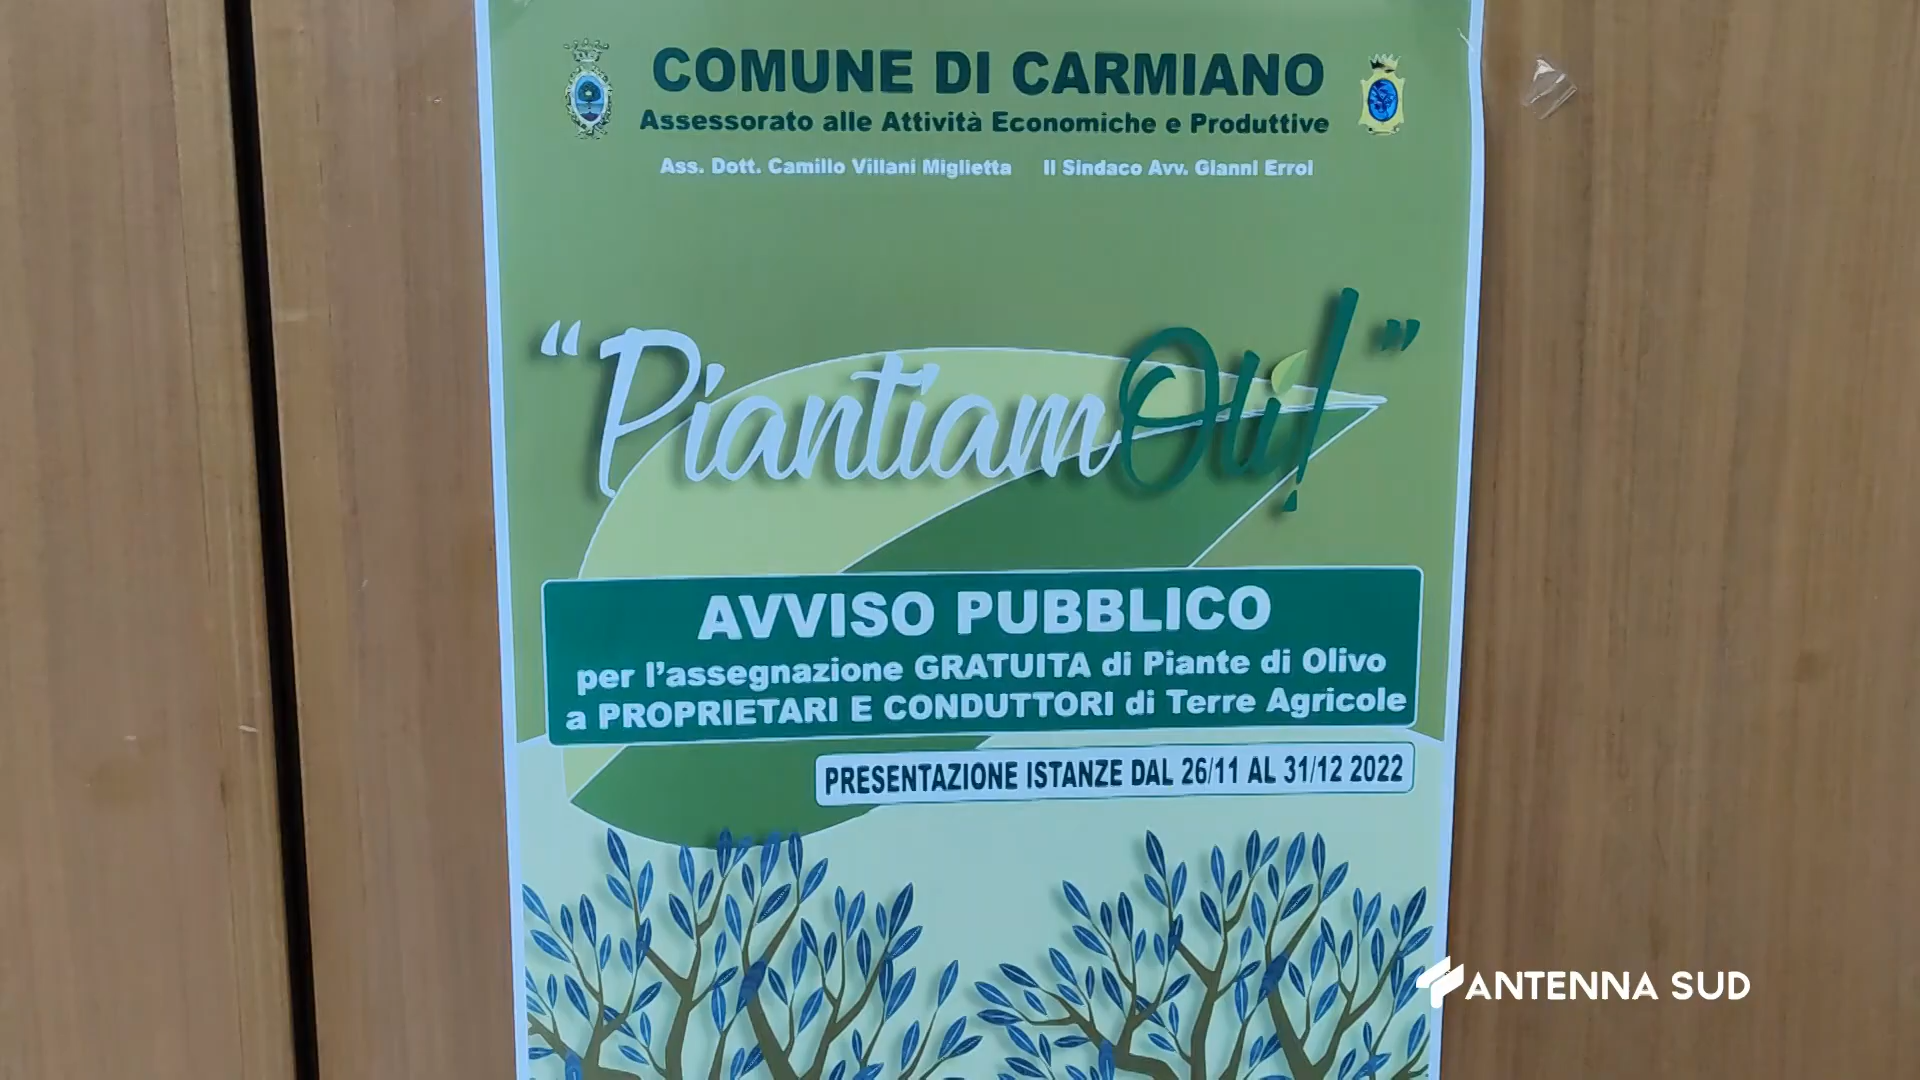 COMUNE DI CARMIANO
Assessorato alle Attività Economiche e Produttive
Ass. Dott. Camillo Villani Miglietta Il Sindaco Avv. Gianni Erroi
“PiantiamOli!”
AVVISO PUBBLICO
per l’assegnazione GRATUITA di Piante di Olivo
a PROPRIETARI E CONDUTTORI di Terre Agricole
PRESENTAZIONE ISTANZE DAL 26/11 AL 31/12 2022
ANTENNA SUD